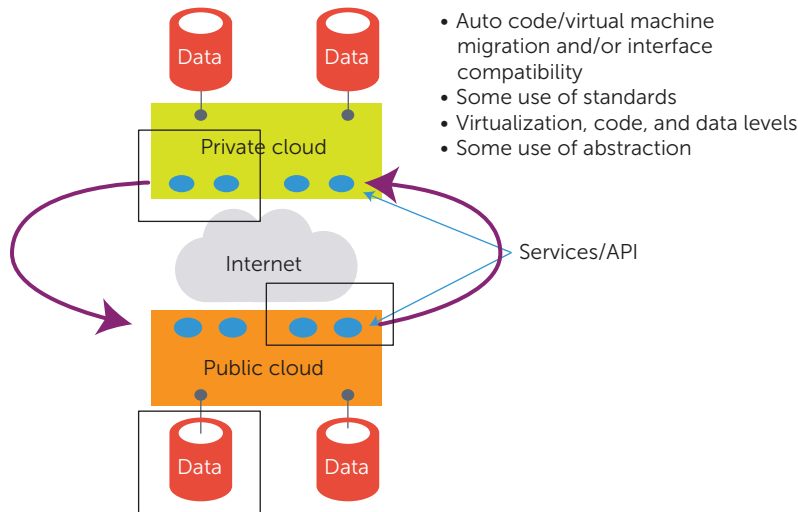 Data
Data
• Auto code/virtual machine
migration and/or interface
compatibility
• Some use of standards
• Virtualization, code, and data levels
• Some use of abstraction
Private cloud
Internet
Services/API
Public cloud
Data
Data